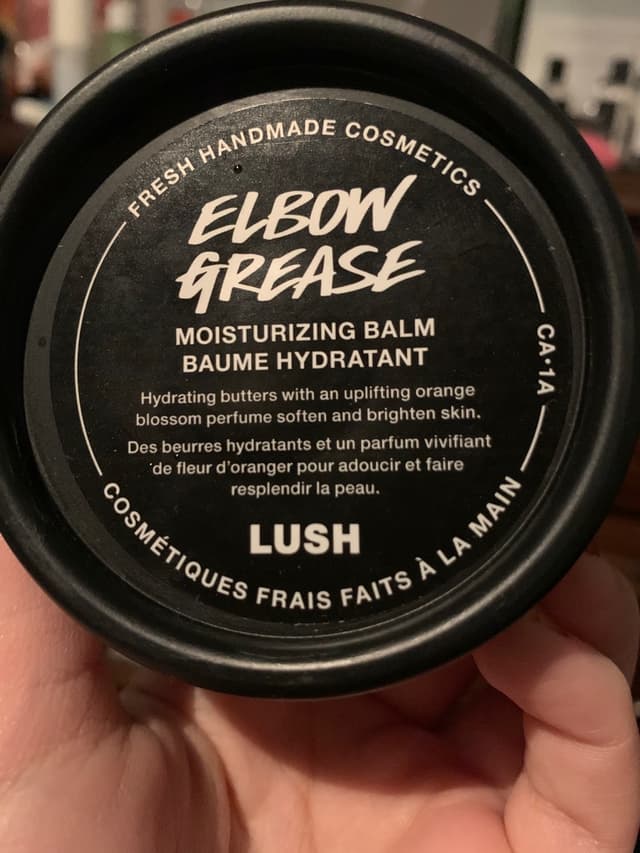 FRESH HANDMADE COSMETICS
ELBOW
GREASE
MOISTURIZING BALM
BAUME HYDRATANT
CA•1A
Hydrating butters with an uplifting orange
blossom perfume soften and brighten skin.
Des beurres hydratants et un parfum vivifiant
de fleur d'oranger pour adoucir et faire
resplendir la peau.
LUSH
COSMÉTIQUES FRAIS FAITS À LA MAIN